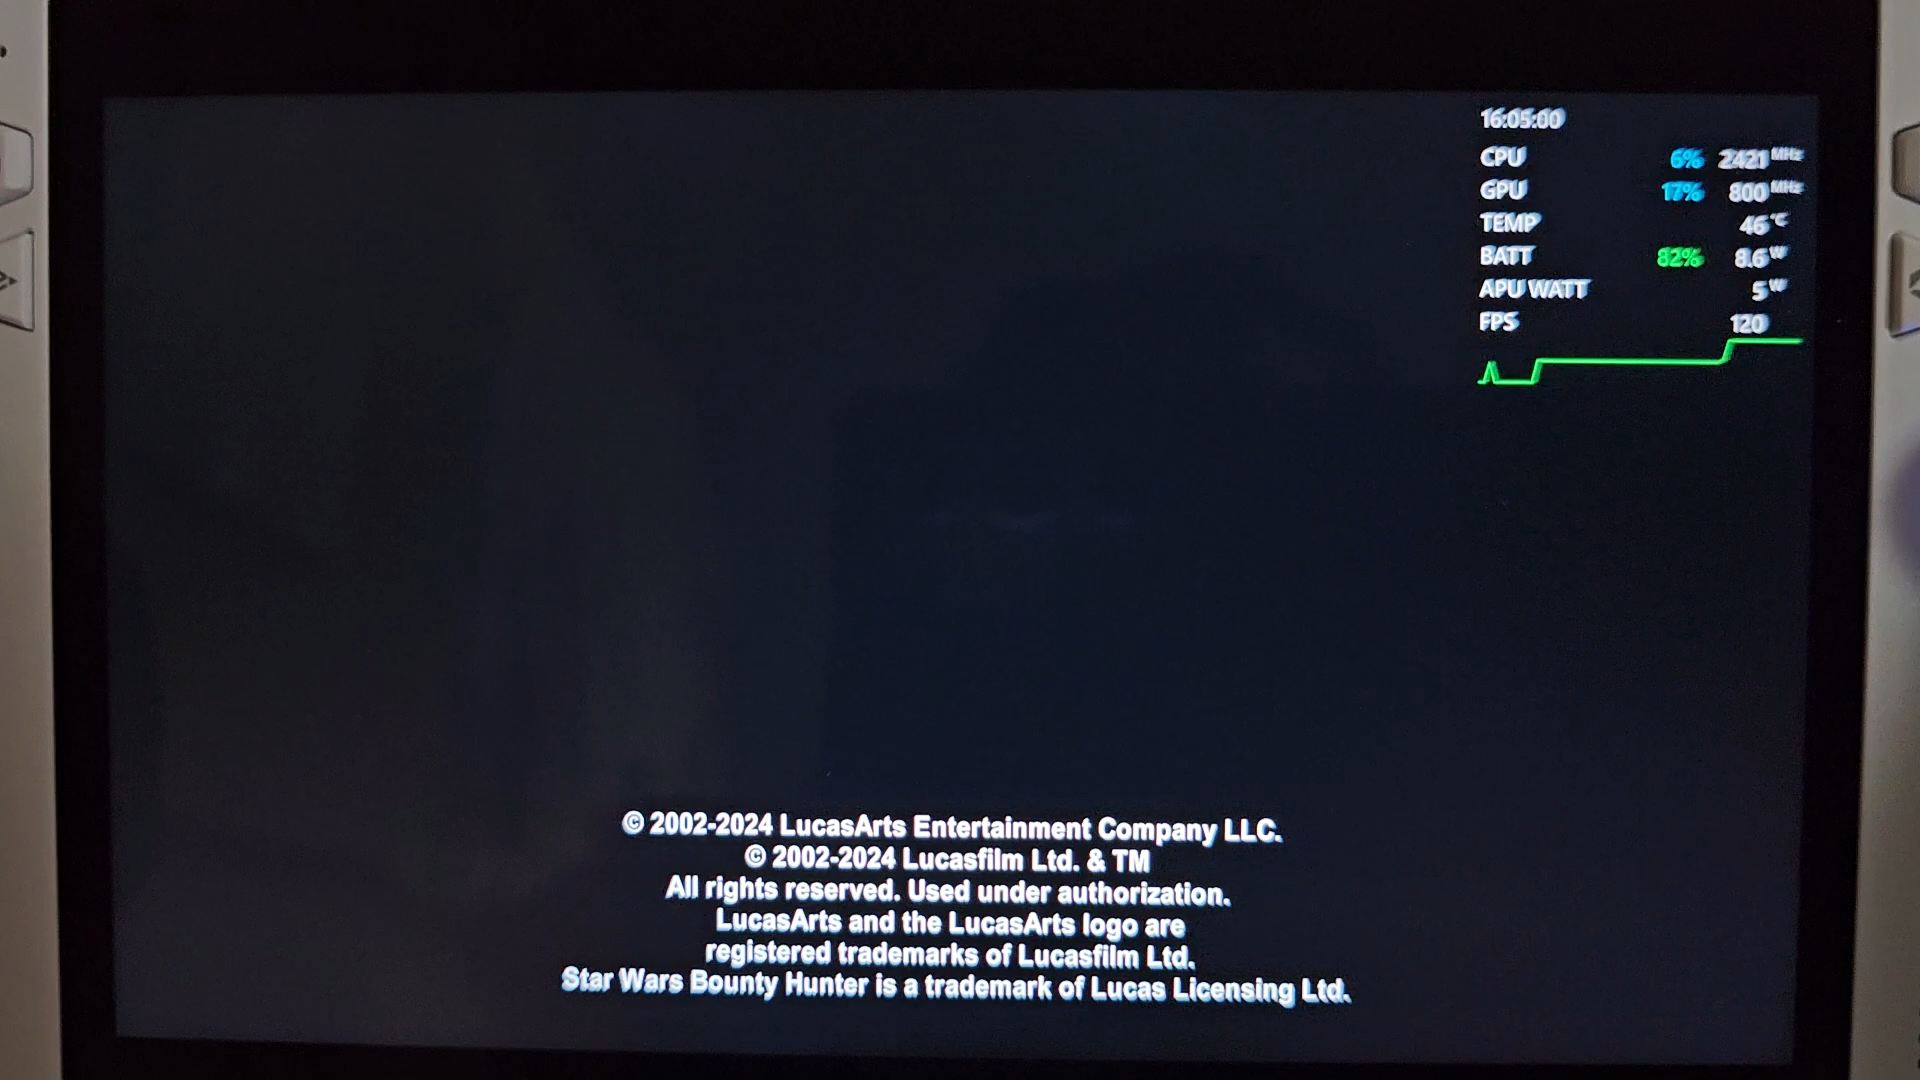 16:05:00
CPU 6% 2421 MHz
GPU 17% 800 MHz
TEMP 46 °C
BATT 82% 8.6 W
APU WATT 5 W
FPS 120
© 2002-2024 LucasArts Entertainment Company LLC.
© 2002-2024 Lucasfilm Ltd. & TM
All rights reserved. Used under authorization.
LucasArts and the LucasArts logo are
registered trademarks of Lucasfilm Ltd.
Star Wars Bounty Hunter is a trademark of Lucas Licensing Ltd.